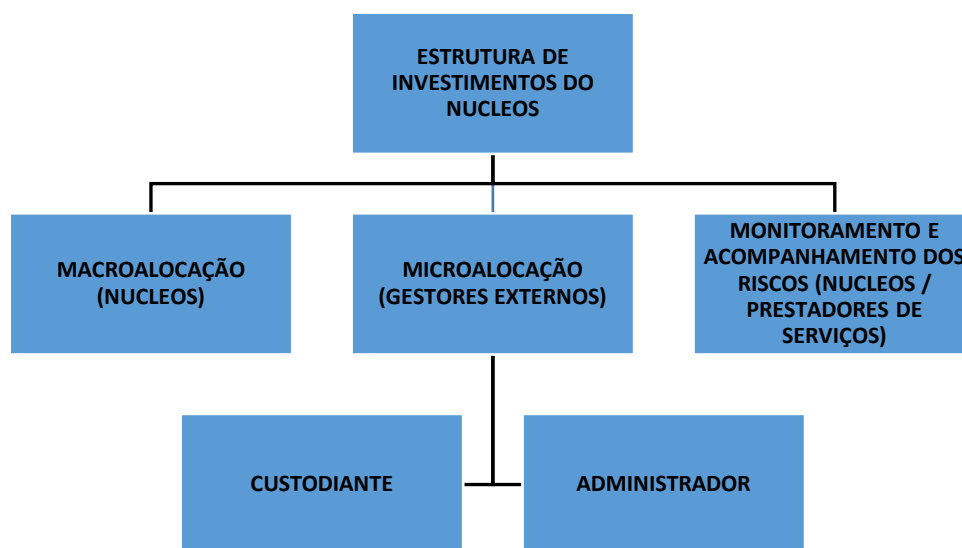 ESTRUTURA DE
INVESTIMENTOS DO
NUCLEOS
MACROALOCAÇÃO
(NUCLEOS)
MICROALOCAÇÃO
(GESTORES EXTERNOS)
MONITORAMENTO E
ACOMPANHAMENTO DOS
RISCOS (NUCLEOS /
PRESTADORES DE
SERVIÇOS)
CUSTODIANTE
ADMINISTRADOR